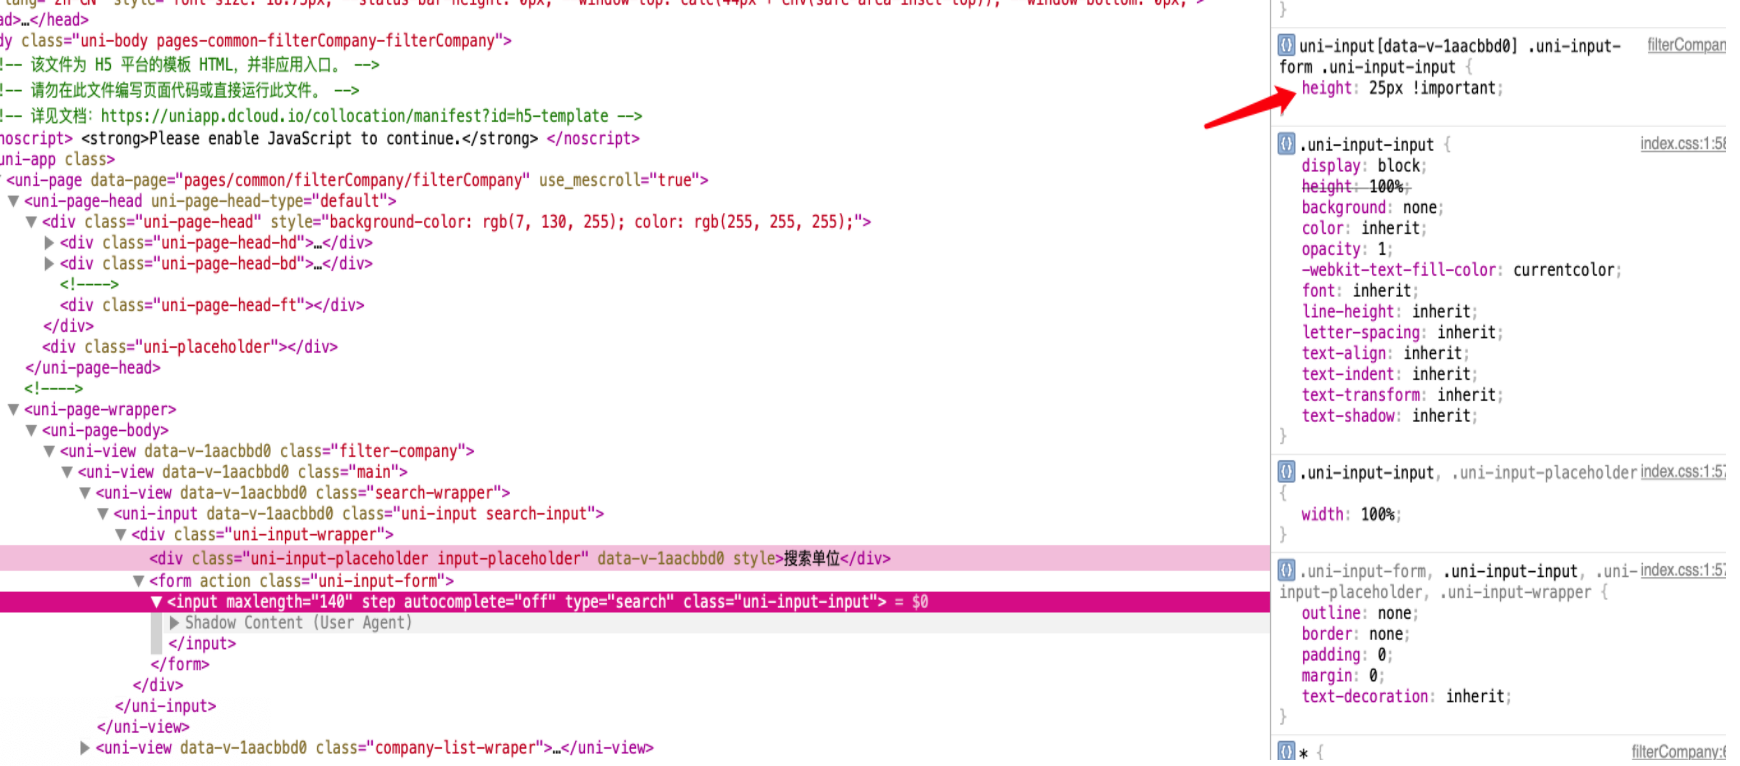 lang="zh-CN" style="font-size: 18.75px; --status-bar-height: 0px; --window-top: calc(44px + env(safe-area-inset-top)); --window-bottom: 0px;">
ad>…</head>
dy class="uni-body pages-common-filterCompany-filterCompany">
!-- 该文件为 H5 平台的模板 HTML，并非应用入口。 -->
!-- 请勿在此文件编写页面代码或直接运行此文件。 -->
!-- 详见文档：https://uniapp.dcloud.io/collocation/manifest?id=h5-template -->
noscript> <strong>Please enable JavaScript to continue.</strong> </noscript>
uni-app class>
<uni-page data-page="pages/common/filterCompany/filterCompany" use_mescroll="true">
▼<uni-page-head uni-page-head-type="default">
▼<div class="uni-page-head" style="background-color: rgb(7, 130, 255); color: rgb(255, 255, 255);">
▶<div class="uni-page-head-hd">…</div>
▶<div class="uni-page-head-bd">…</div>
<!---->
<div class="uni-page-head-ft"></div>
</div>
<div class="uni-placeholder"></div>
</uni-page-head>
<!---->
▼<uni-page-wrapper>
▼<uni-page-body>
▼<uni-view data-v-1aacbbd0 class="filter-company">
▼<uni-view data-v-1aacbbd0 class="main">
▼<uni-view data-v-1aacbbd0 class="search-wrapper">
▼<uni-input data-v-1aacbbd0 class="uni-input search-input">
▼<div class="uni-input-wrapper">
<div class="uni-input-placeholder input-placeholder" data-v-1aacbbd0 style>搜索单位</div>
▼<form action class="uni-input-form">
▼<input maxlength="140" step autocomplete="off" type="search" class="uni-input-input"> = $0
▶Shadow Content (User Agent)
</input>
</form>
</div>
</uni-input>
</uni-view>
▶<uni-view data-v-1aacbbd0 class="company-list-wraper">…</uni-view>
}
uni-input[data-v-1aacbbd0] .uni-input- filterCompan
form .uni-input-input {
height: 25px !important;
.uni-input-input { index.css:1:58
display: block;
height: 100%;
background: none;
color: inherit;
opacity: 1;
-webkit-text-fill-color: currentcolor;
font: inherit;
line-height: inherit;
letter-spacing: inherit;
text-align: inherit;
text-indent: inherit;
text-transform: inherit;
text-shadow: inherit;
}
.uni-input-input, .uni-input-placeholder index.css:1:57
{
width: 100%;
}
.uni-input-form, .uni-input-input, .uni- index.css:1:57
input-placeholder, .uni-input-wrapper {
outline: none;
border: none;
padding: 0;
margin: 0;
text-decoration: inherit;
}
* { filterCompany:6